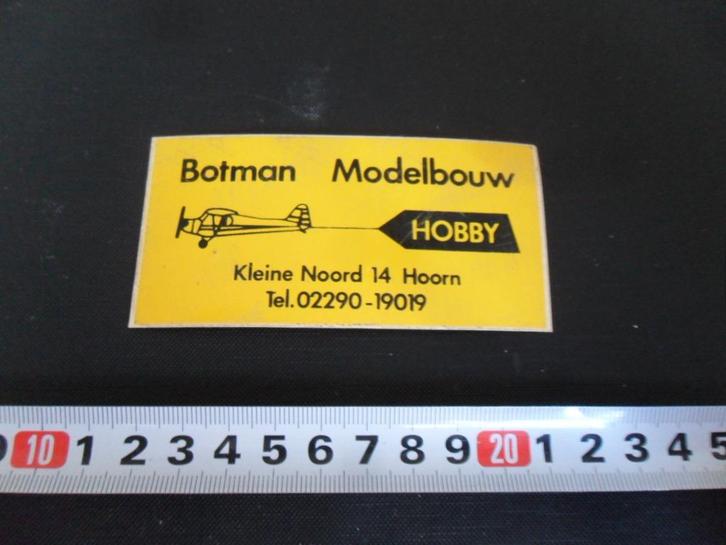 Botman Modelbouw
HOBBY
Kleine Noord 14 Hoorn
Tel.02290-19019
10 1 2 3 4 5 6 7 8 9 20 1 2 3 4 5